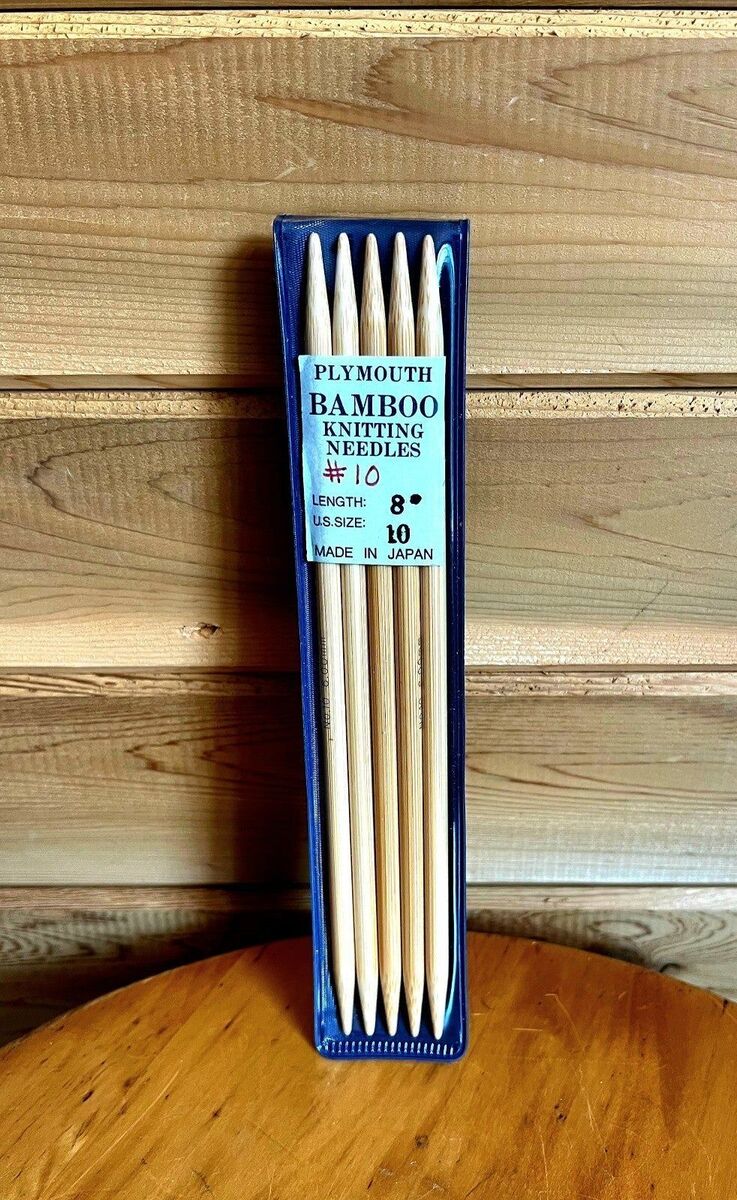 PLYMOUTH
BAMBOO
KNITTING
NEEDLES
#10
LENGTH: 8"
U.S.SIZE: 10
MADE IN JAPAN